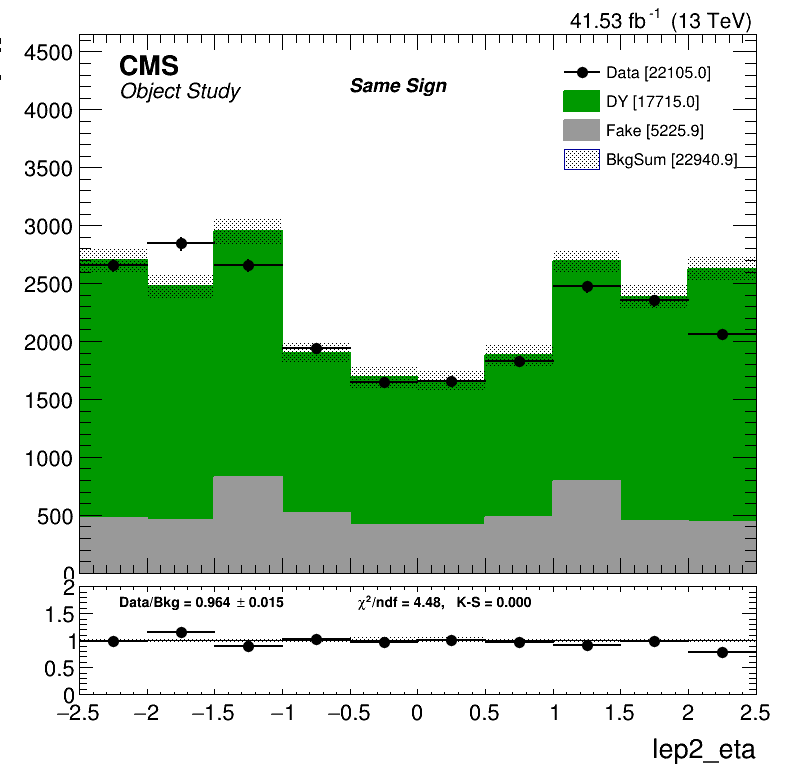 41.53 fb⁻¹ (13 TeV)
4500
4000
3500
3000
2500
2000
1500
1000
500
0
CMS
Object Study
Same Sign
Data [22105.0]
DY [17715.0]
Fake [5225.9]
BkgSum [22940.9]
2
1.5
1
0.5
0
Data/Bkg = 0.964 ± 0.015 χ²/ndf = 4.48, K-S = 0.000
−2.5 −2 −1.5 −1 −0.5 0 0.5 1 1.5 2 2.5
lep2_eta